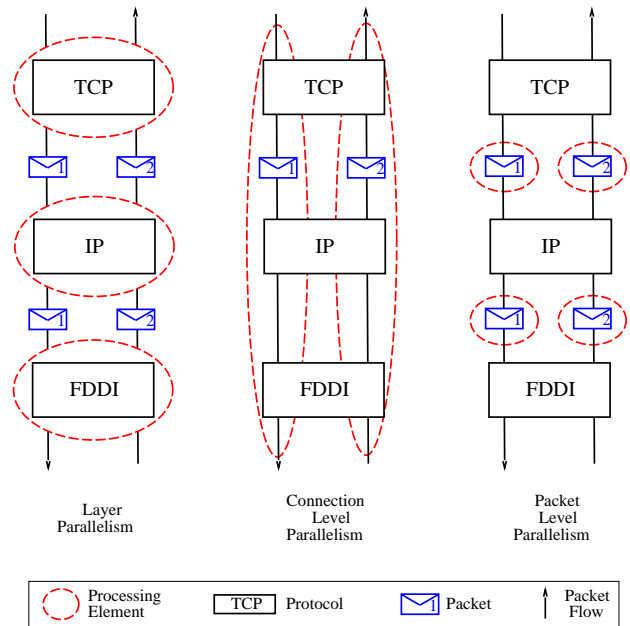 TCP
TCP
TCP
1
2
1
2
1
2
IP
IP
IP
1
2
1
2
FDDI
FDDI
FDDI
Layer
Parallelism
Connection
Level
Parallelism
Packet
Level
Parallelism
Processing
Element
TCP
Protocol
1
Packet
Packet
Flow